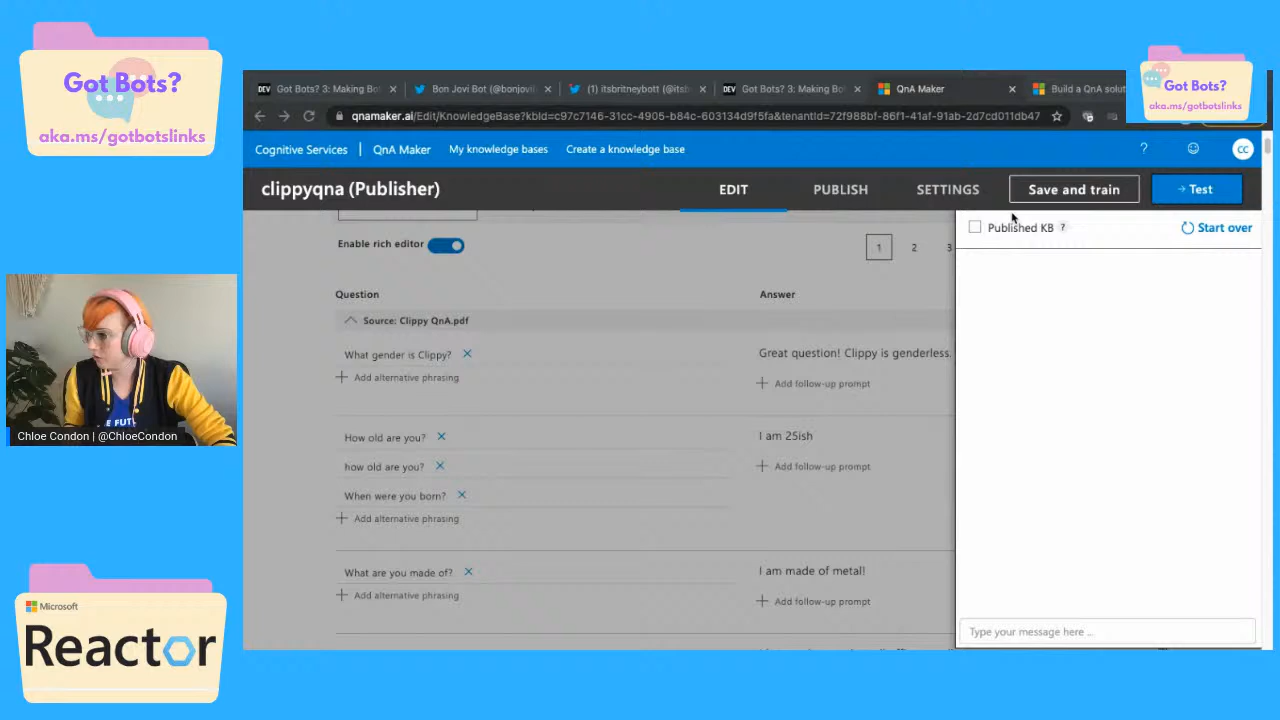 Got Bots?
aka.ms/gotbotslinks
Got Bots?
aka.ms/gotbotslinks
Got Bots? 3: Making Bo
Bon Jovi Bot (@bonjovi
(1) itsbritneybott (@itsb
Got Bots? 3: Making Bo
QnA Maker
Build a QnA solut
qnamaker.ai/Edit/KnowledgeBase?kbId=c97c7146-31cc-4905-b84c-603134d9f5fa&tenantId=72f988bf-86f1-41af-91ab-2d7cd011db47
Cognitive Services
QnA Maker
My knowledge bases
Create a knowledge base
?
CC
clippyqna (Publisher)
EDIT
PUBLISH
SETTINGS
Save and train
Test
Published KB ?
Start over
Enable rich editor
1
2
3
Question
Answer
Source: Clippy QnA.pdf
What gender is Clippy?
Great question! Clippy is genderless.
Add alternative phrasing
Add follow-up prompt
How old are you?
I am 25ish
how old are you?
Add follow-up prompt
When were you born?
Add alternative phrasing
What are you made of?
I am made of metal!
Add alternative phrasing
Add follow-up prompt
Type your message here ...
Chloe Condon | @ChloeCondon
Microsoft
Reactor